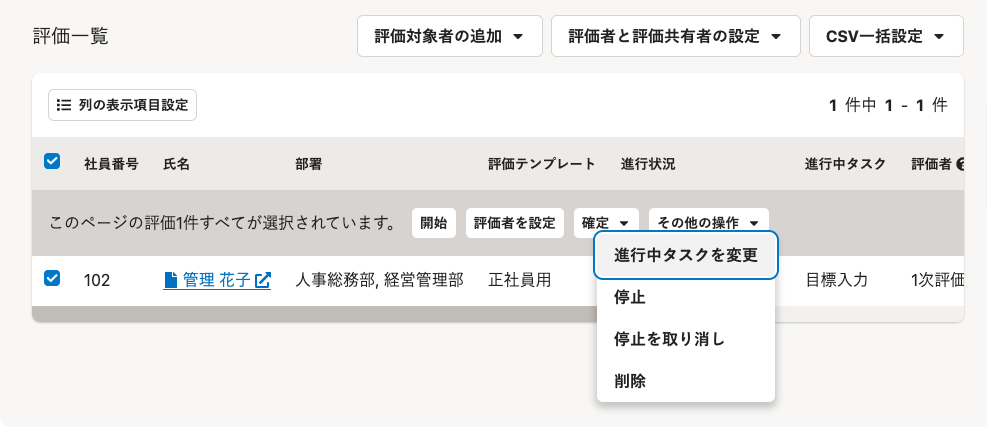 評価一覧
評価対象者の追加
評価者と評価共有者の設定
CSV一括設定
列の表示項目設定
1 件中 1 - 1 件
社員番号 氏名 部署 評価テンプレート 進行状況 進行中タスク 評価者
このページの評価1件すべてが選択されています。 開始 評価者を設定 確定 その他の操作
進行中タスクを変更
102 管理 花子 人事総務部, 経営管理部 正社員用 目標入力 1次評価
停止
停止を取り消し
削除